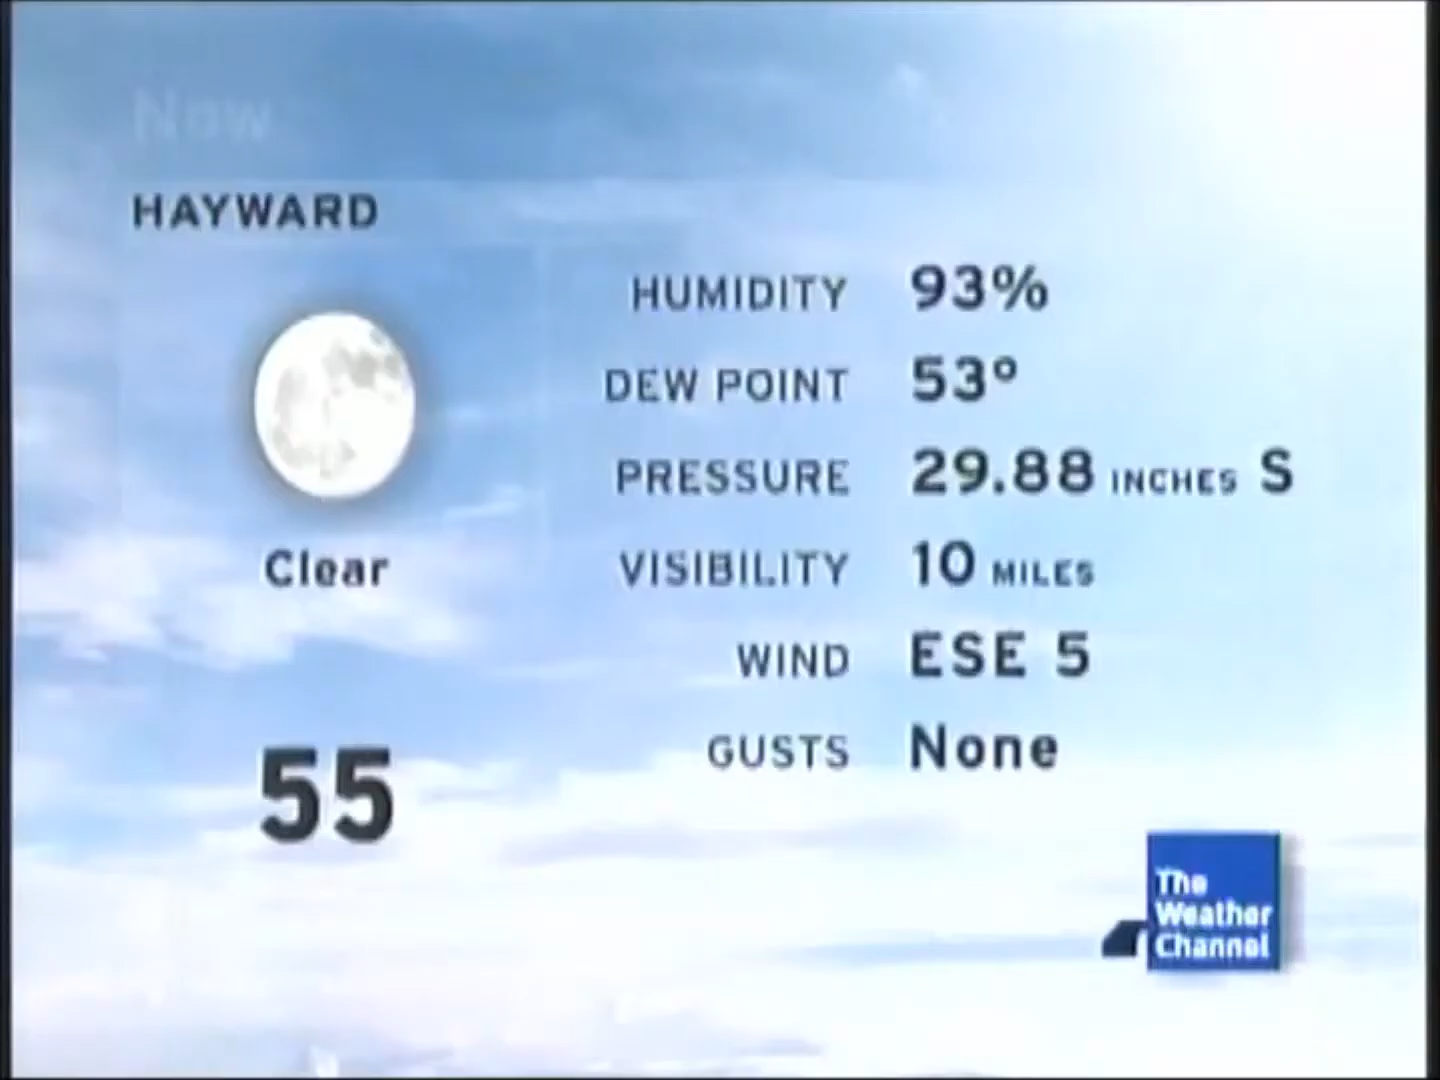 Now
HAYWARD
Clear
55
HUMIDITY 93%
DEW POINT 53°
PRESSURE 29.88 INCHES S
VISIBILITY 10 MILES
WIND ESE 5
GUSTS None
The
Weather
Channel